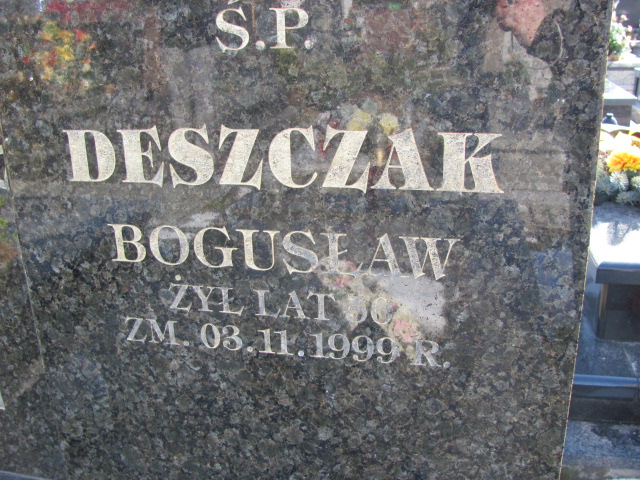 Ś.P.
DESZCZAK
BOGUSŁAW
ŻYŁ LAT
ZM. 03.11.1999 R.